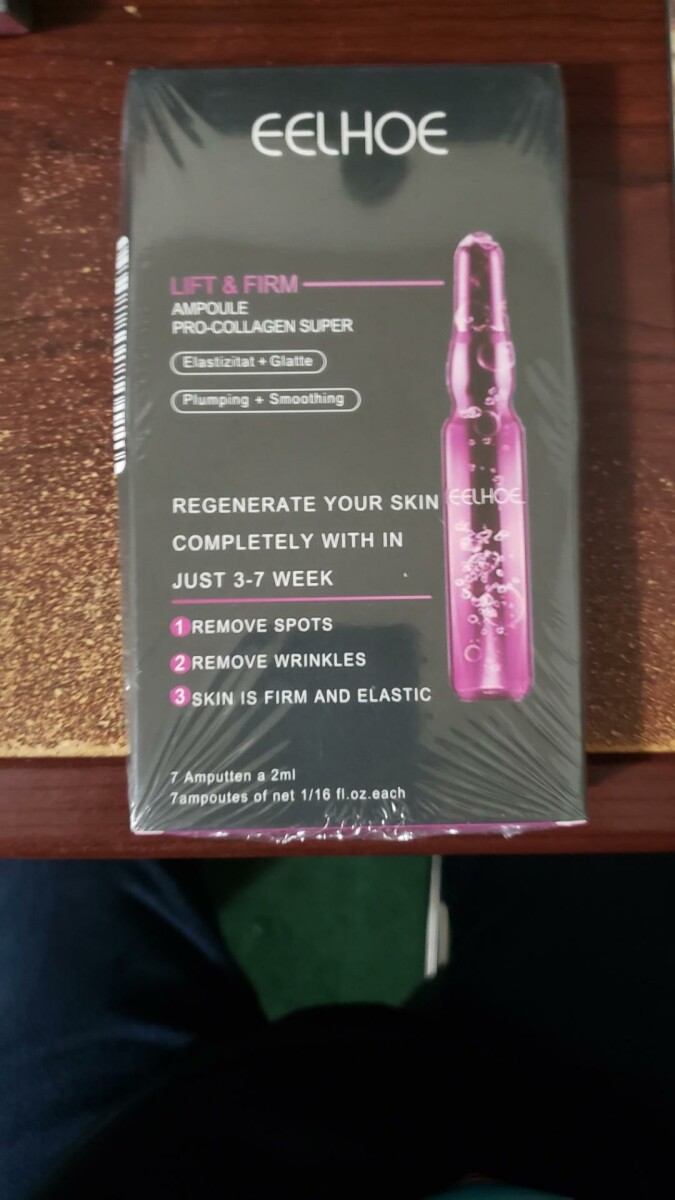 EELHOE
LIFT & FIRM
AMPOULE
PRO-COLLAGEN SUPER
Elastizitat + Glatte
Plumping + Smoothing
REGENERATE YOUR SKIN
COMPLETELY WITH IN
JUST 3-7 WEEK
EELHOE
1 REMOVE SPOTS
2 REMOVE WRINKLES
3 SKIN IS FIRM AND ELASTIC
7 Amputten a 2ml
7ampoutes of net 1/16 fl.oz.each